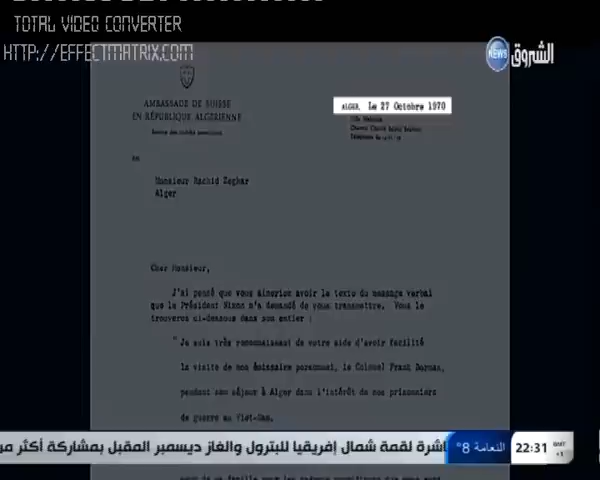 TOTAL VIDEO CONVERTER
HTTP://EFFECTMATRIX.COM
NEWS الشروق
AMBASSADE DE SUISSE
EN RÉPUBLIQUE ALGÉRIENNE
ALGER, Le 27 Octobre 1970
Monsieur Rachid Zeghar
Alger
Cher Monsieur,
J'ai pensé que vous aimeriez avoir le texte du message verbal
que le Président Nixon m'a demandé de vous transmettre. Vous le
trouverez ci-dessous dans son entier :
"Je suis très reconnaissant de votre aide d'avoir facilité
la visite de mon émissaire personnel, le Colonel Frank Borman,
pendant son séjour à Alger dans l'intérêt de nos prisonniers
de guerre au Viet-Nam.
اشرة لقمة شمال إفريقيا للبترول والغاز ديسمبر المقبل بمشاركة أكثر من
النعامة 8°
22:31
GMT
+1